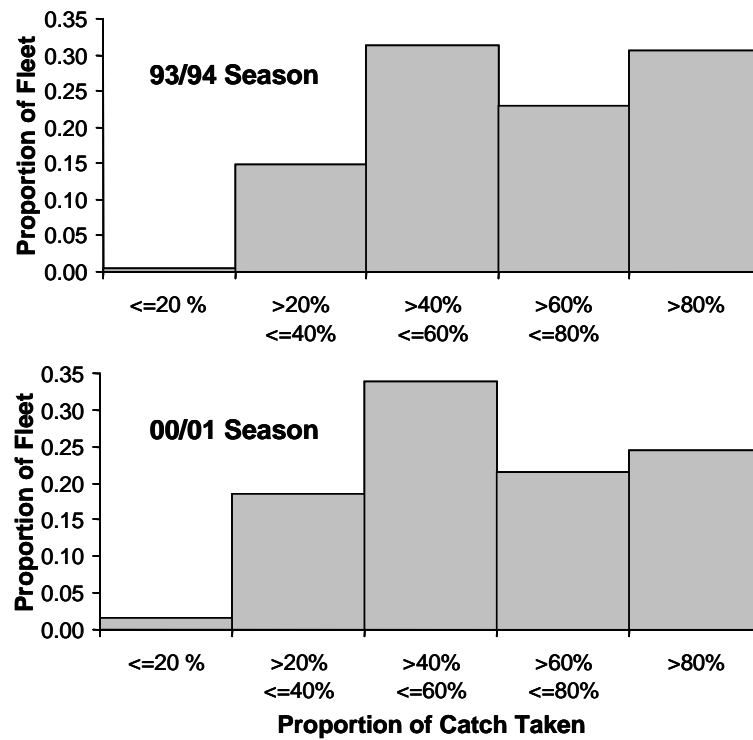 Proportion of Fleet
0.35
0.30
0.25
0.20
0.15
0.10
0.05
0.00
93/94 Season
<=20 % >20% >40% >60% >80%
<=40% <=60% <=80%
Proportion of Fleet
0.35
0.30
0.25
0.20
0.15
0.10
0.05
0.00
00/01 Season
<=20% >20% >40% >60% >80%
<=40% <=60% <=80%
Proportion of Catch Taken